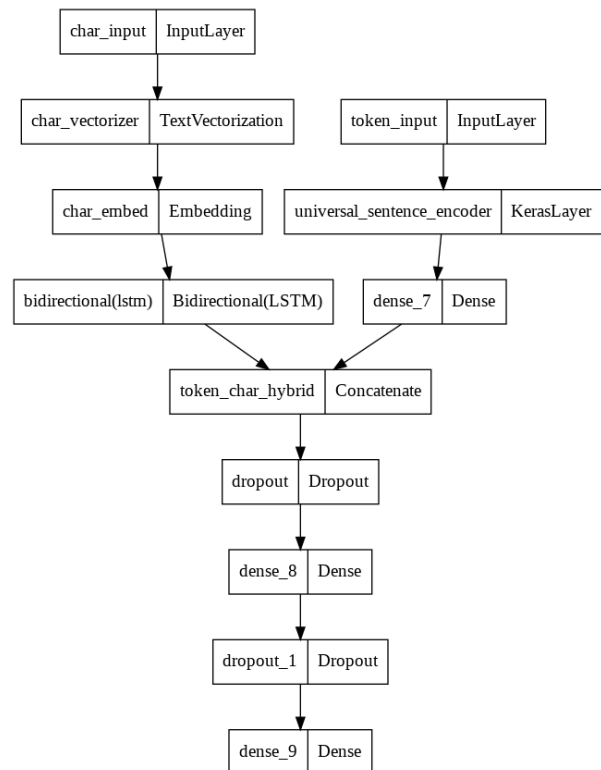 char_input InputLayer
char_vectorizer TextVectorization
token_input InputLayer
char_embed Embedding
universal_sentence_encoder KerasLayer
bidirectional(lstm) Bidirectional(LSTM)
dense_7 Dense
token_char_hybrid Concatenate
dropout Dropout
dense_8 Dense
dropout_1 Dropout
dense_9 Dense